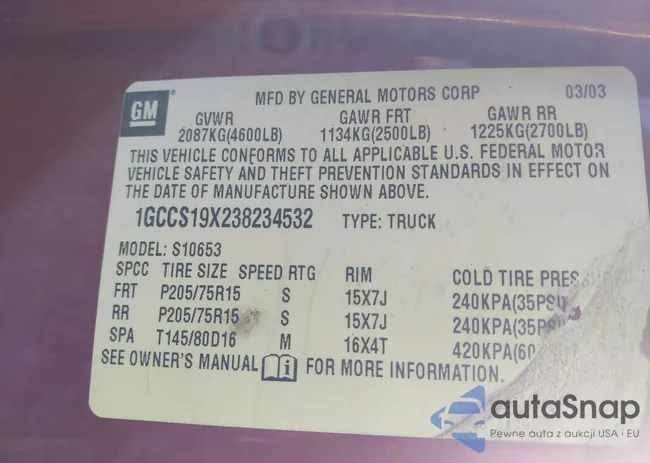 GM
MFD BY GENERAL MOTORS CORP 03/03
GVWR GAWR FRT GAWR RR
2087KG(4600LB) 1134KG(2500LB) 1225KG(2700LB)
THIS VEHICLE CONFORMS TO ALL APPLICABLE U.S. FEDERAL MOTOR
VEHICLE SAFETY AND THEFT PREVENTION STANDARDS IN EFFECT ON
THE DATE OF MANUFACTURE SHOWN ABOVE.
1GCCS19X238234532 TYPE: TRUCK
MODEL: S10653
SPCC TIRE SIZE SPEED RTG RIM COLD TIRE
FRT P205/75R15 S 15X7J 240KPA(35PSI)
RR P205/75R15 S 15X7J 240KPA(35PSI)
SPA T145/80D16 M 16X4T 420KPA(60
SEE OWNER'S MANUAL FOR MORE INFORMATION.
autaSnap
Pewne auta z aukcji USA i EU